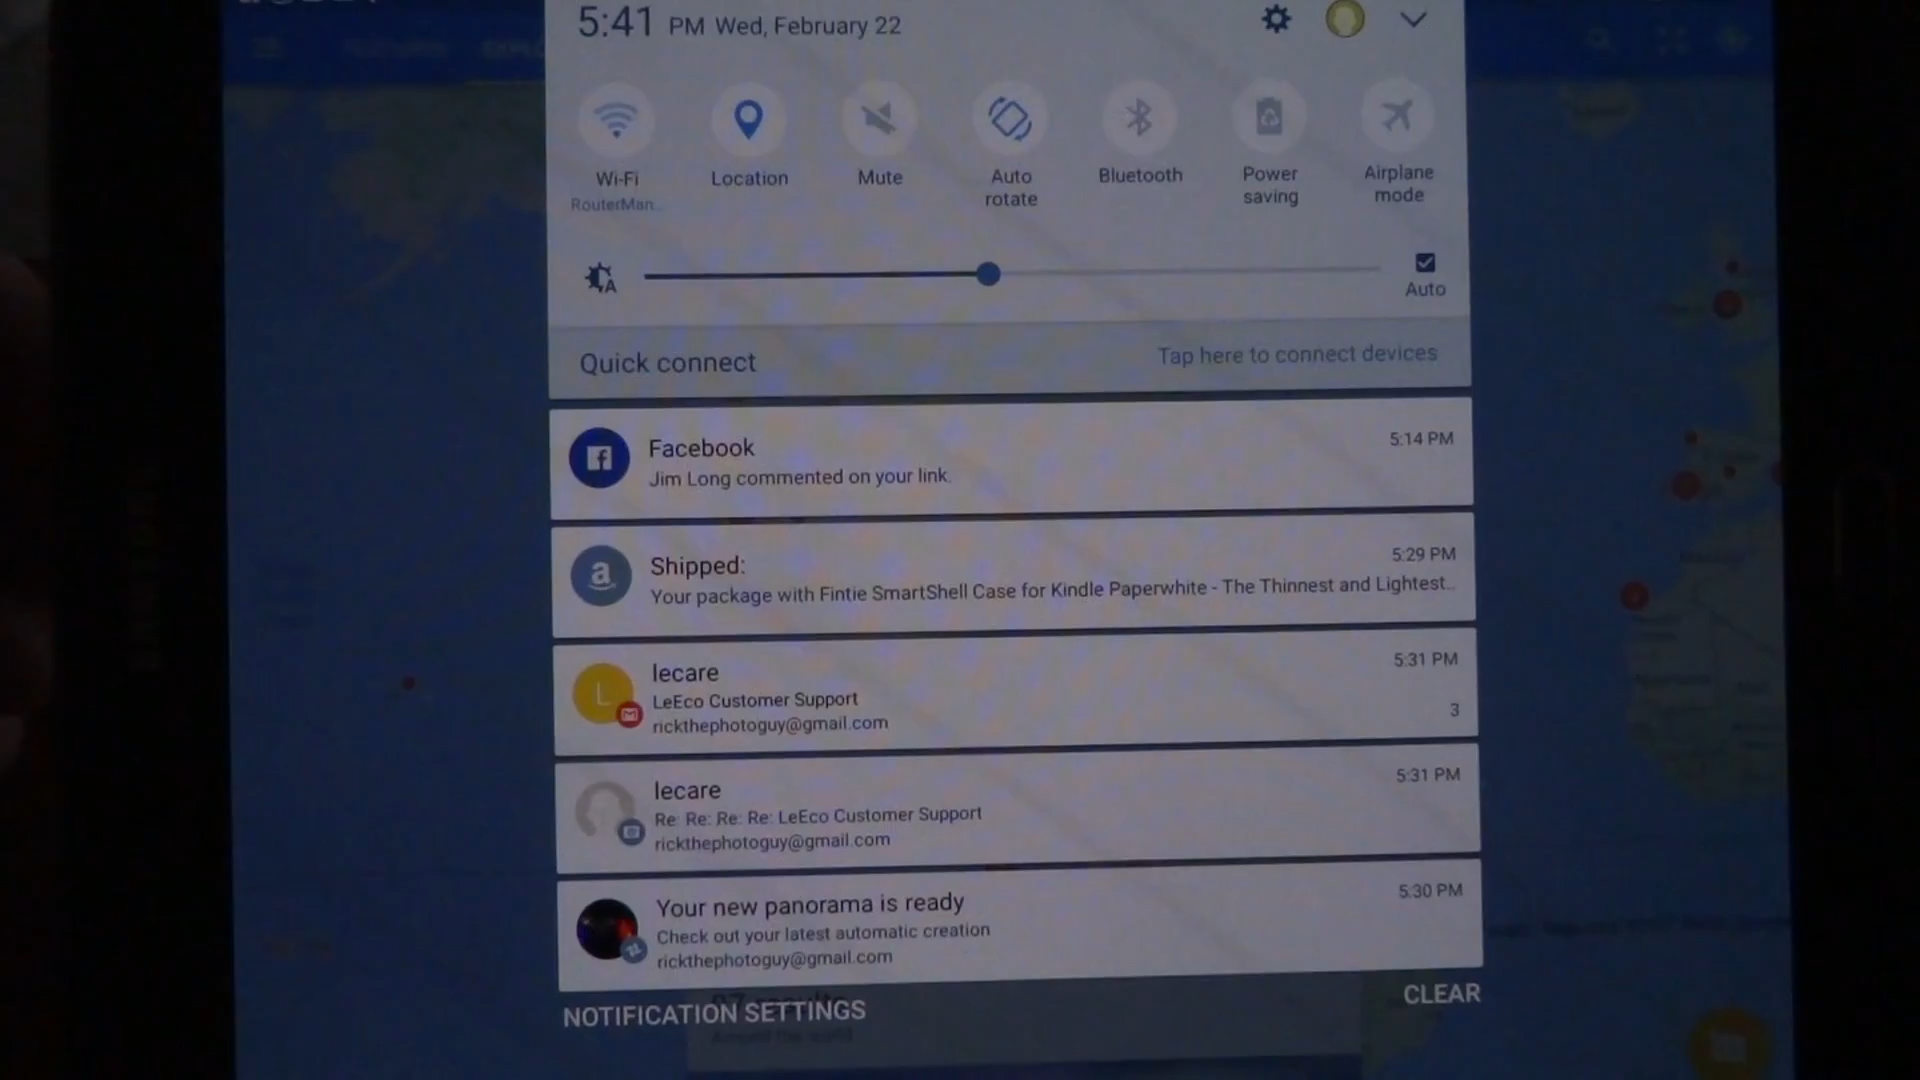 5:41 PM Wed, February 22
Wi-Fi
RouterMan...
Location
Mute
Auto
rotate
Bluetooth
Power
saving
Airplane
mode
A
Auto
Quick connect
Tap here to connect devices
Facebook
5:14 PM
Jim Long commented on your link.
a
Shipped:
5:29 PM
Your package with Fintie SmartShell Case for Kindle Paperwhite - The Thinnest and Lightest...
L
lecare
5:31 PM
LeEco Customer Support
rickthephotoguy@gmail.com
3
lecare
5:31 PM
Re: Re: Re: Re: LeEco Customer Support
rickthephotoguy@gmail.com
Your new panorama is ready
5:30 PM
Check out your latest automatic creation
rickthephotoguy@gmail.com
NOTIFICATION SETTINGS
CLEAR
Around the world